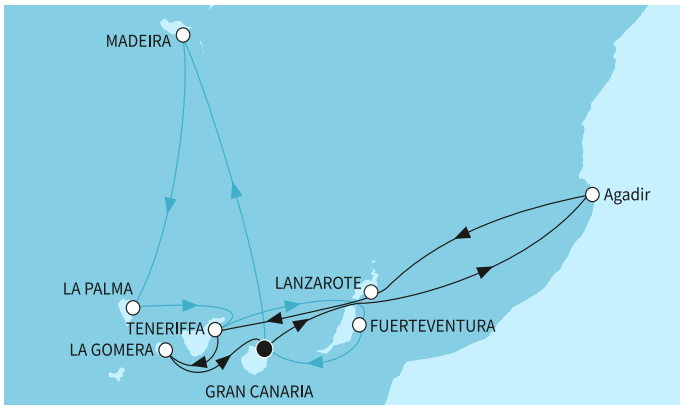 MADEIRA
Agadir
LANZAROTE
LA PALMA
TENERIFFA
FUERTEVENTURA
LA GOMERA
GRAN CANARIA